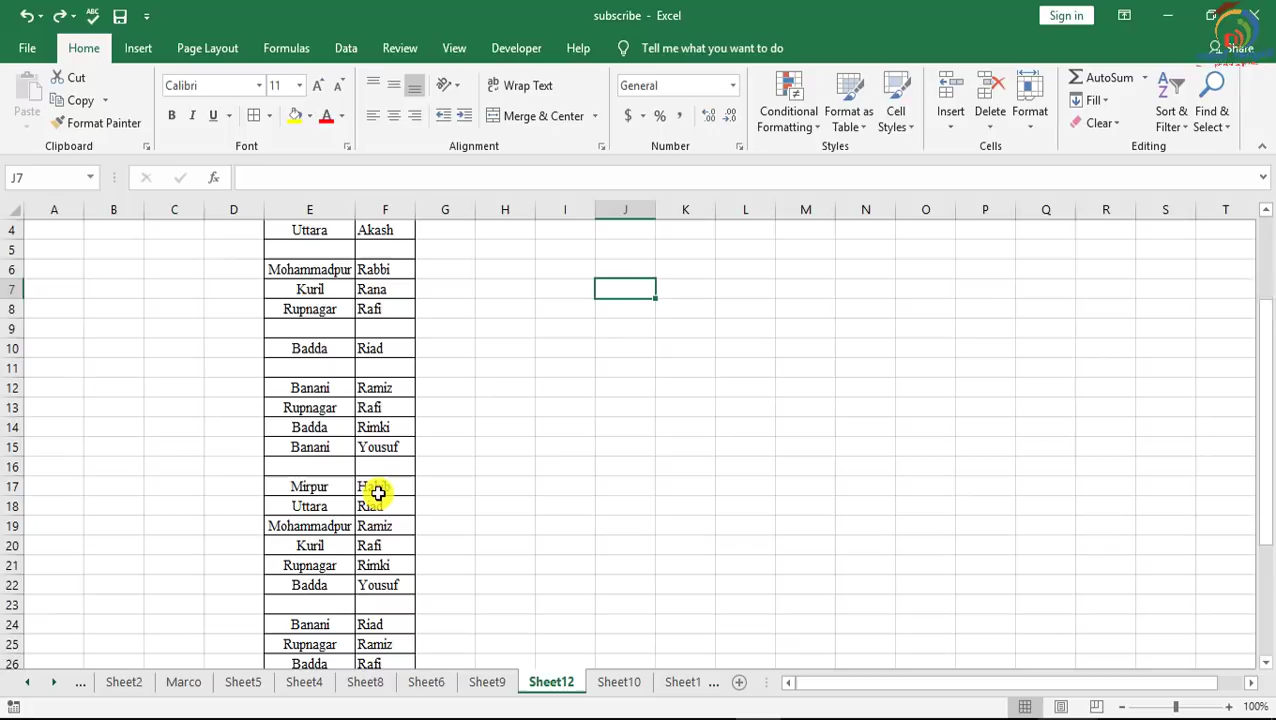 subscribe - Excel
Sign in
File Home Insert Page Layout Formulas Data Review View Developer Help Tell me what you want to do
Share
Paste
Cut
Copy
Format Painter
Clipboard
Calibri 11
B I U
Font
Wrap Text
Merge & Center
Alignment
General
$ % ,
Number
Conditional Formatting
Format as Table
Cell Styles
Styles
Insert
Delete
Format
Cells
AutoSum
Fill
Clear
Sort & Filter
Find & Select
Editing
J7
fx
A B C D E F G H I J K L M N O P Q R S T
4 Uttara Akash
5
6 Mohammadpur Rabbi
7 Kuril Rana
8 Rupnagar Rafi
9
10 Badda Riad
11
12 Banani Ramiz
13 Rupnagar Rafi
14 Badda Rimki
15 Banani Yousuf
16
17 Mirpur
18 Uttara Riad
19 Mohammadpur Ramiz
20 Kuril Rafi
21 Rupnagar Rimki
22 Badda Yousuf
23
24 Banani Riad
25 Rupnagar Ramiz
26 Badda Rafi
... Sheet2 Marco Sheet5 Sheet4 Sheet8 Sheet6 Sheet9 Sheet12 Sheet10 Sheet1 ...
100%